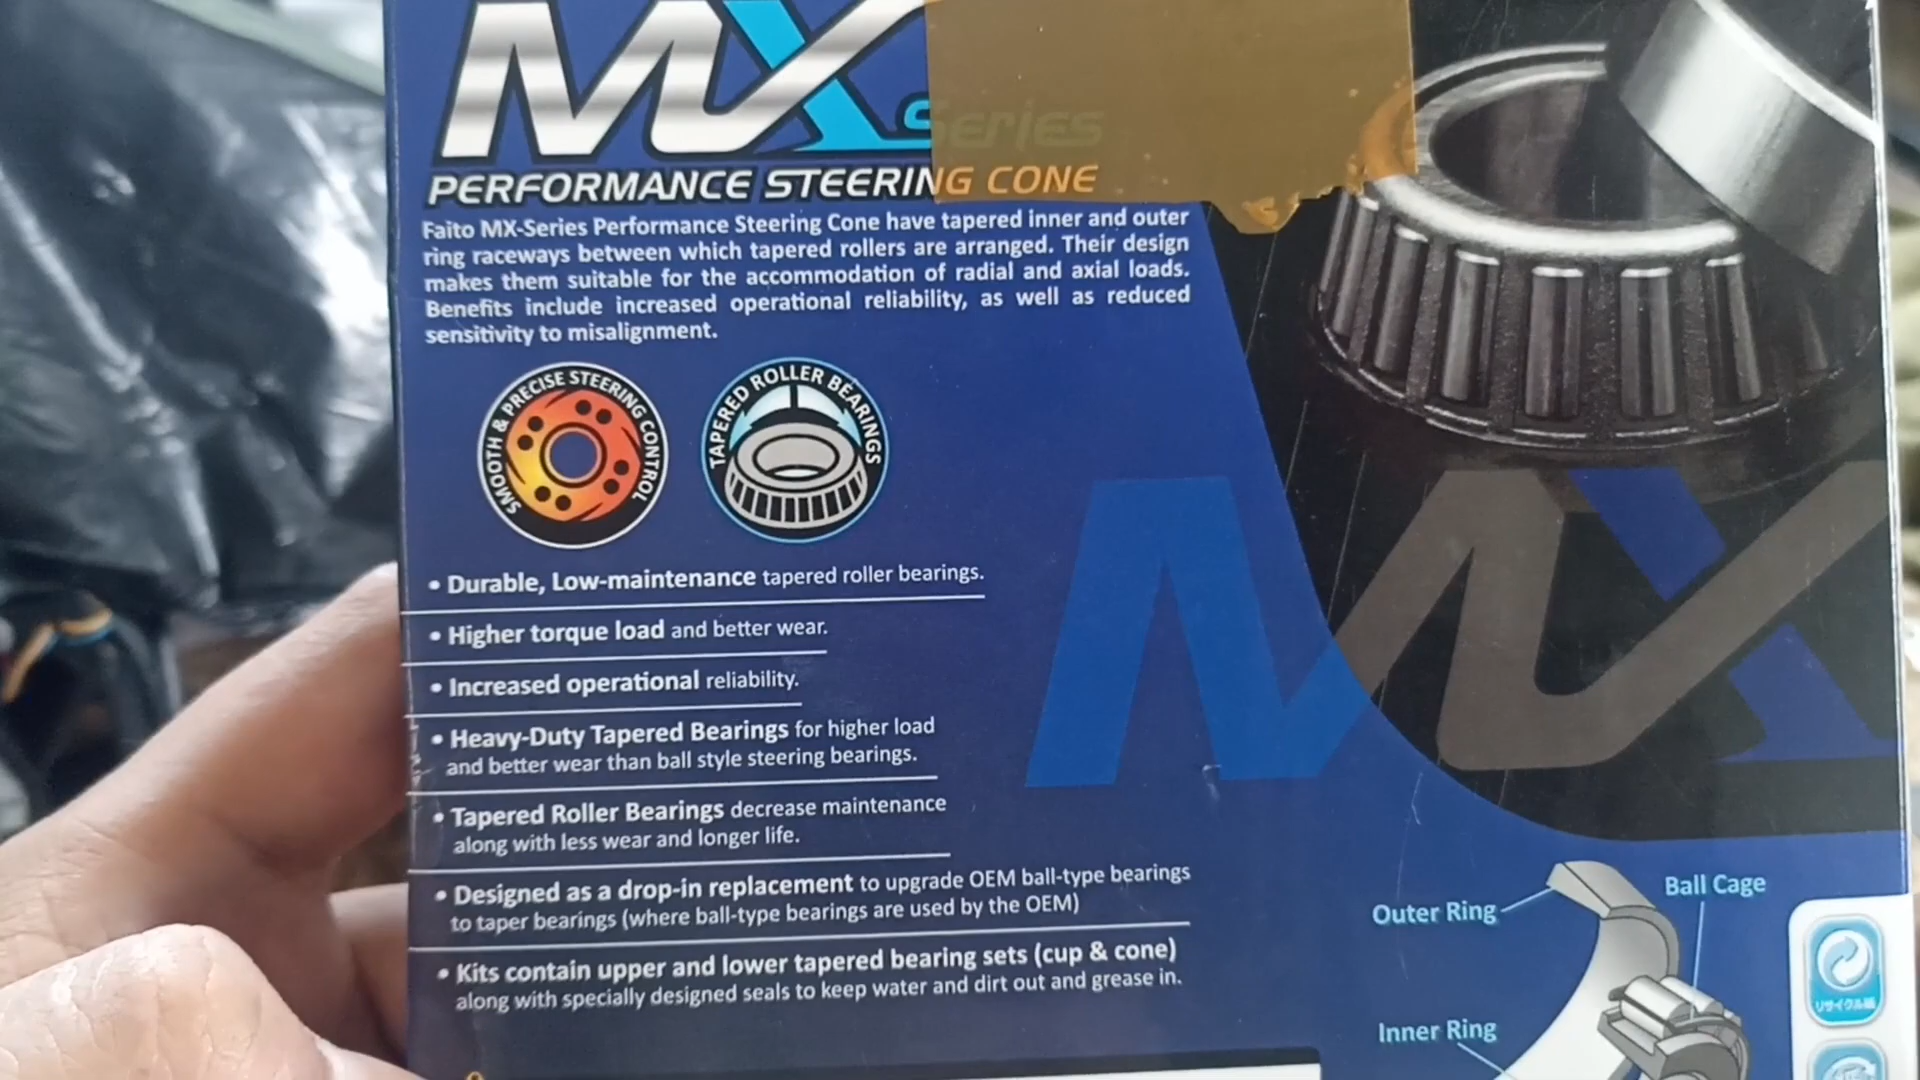 MX
Series
PERFORMANCE STEERING CONE
Faito MX-Series Performance Steering Cone have tapered inner and outer
ring raceways between which tapered rollers are arranged. Their design
makes them suitable for the accommodation of radial and axial loads.
Benefits include increased operational reliability, as well as reduced
sensitivity to misalignment.
SMOOTH & PRECISE STEERING CONTROL
TAPERED ROLLER BEARINGS
• Durable, Low-maintenance tapered roller bearings.
• Higher torque load and better wear.
• Increased operational reliability.
• Heavy-Duty Tapered Bearings for higher load
and better wear than ball style steering bearings.
• Tapered Roller Bearings decrease maintenance
along with less wear and longer life.
• Designed as a drop-in replacement to upgrade OEM ball-type bearings
to taper bearings (where ball-type bearings are used by the OEM)
• Kits contain upper and lower tapered bearing sets (cup & cone)
along with specially designed seals to keep water and dirt out and grease in.
MX
Ball Cage
Outer Ring
Inner Ring
リサイクル紙